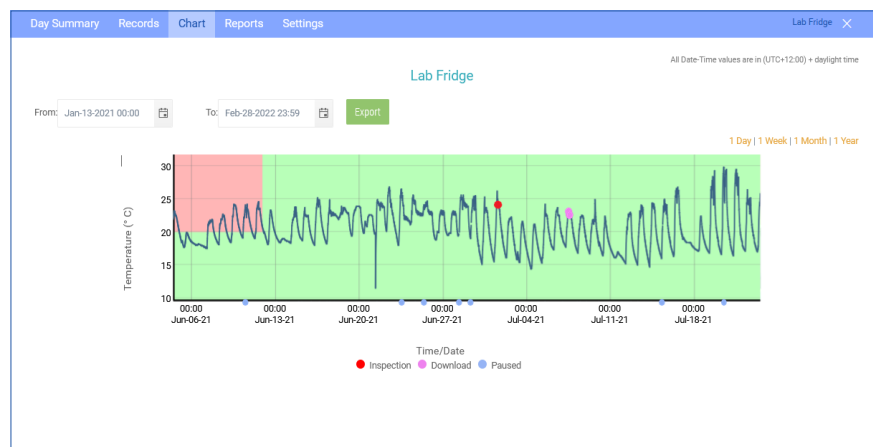 Day Summary Records Chart Reports Settings Lab Fridge
All Date-Time values are in (UTC+12:00) + daylight time
Lab Fridge
From: Jan-13-2021 00:00 To: Feb-28-2022 23:59 Export
1 Day | 1 Week | 1 Month | 1 Year
Temperature (° C)
30
25
20
15
10
00:00 00:00 00:00 00:00 00:00 00:00 00:00
Jun-06-21 Jun-13-21 Jun-20-21 Jun-27-21 Jul-04-21 Jul-11-21 Jul-18-21
Time/Date
Inspection Download Paused